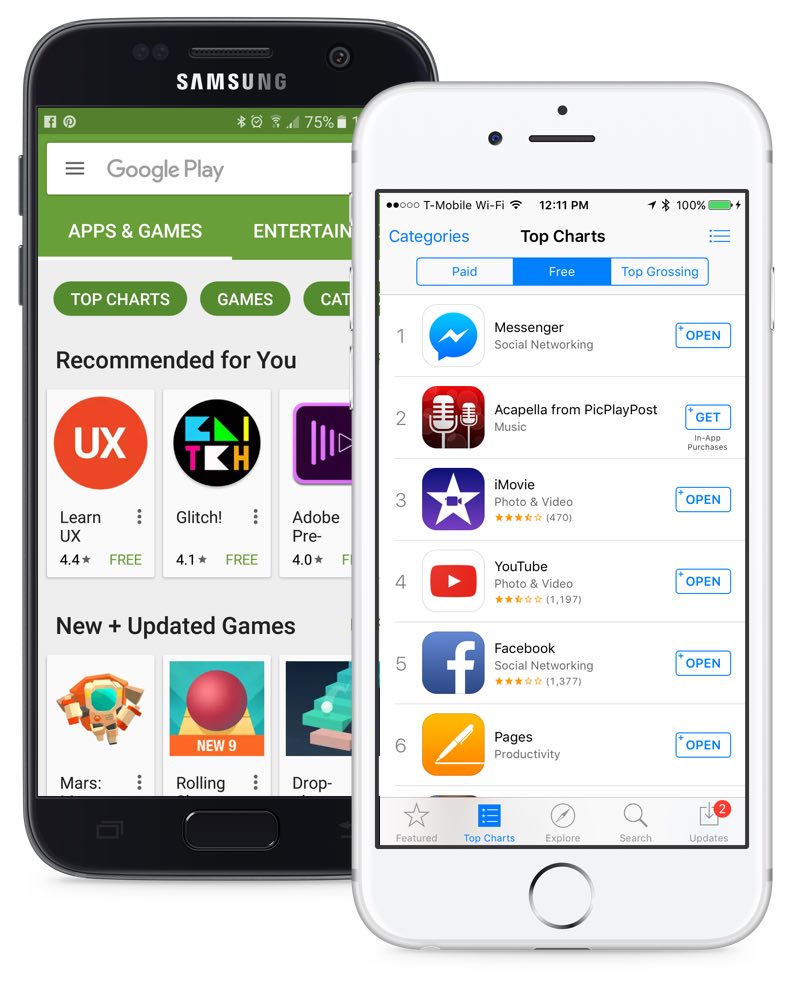 SAMSUNG
75%
Google Play
APPS & GAMES ENTERTAIN
TOP CHARTS GAMES CAT
Recommended for You
UX
GLITCH
Learn
UX
4.4★ FREE
Glitch!
4.1★ FREE
Adobe
Pre-
4.0★ F
New + Updated Games
NEW 9
Mars:
Rolling
Drop-
T-Mobile Wi-Fi 12:11 PM 100%
Categories Top Charts
Paid Free Top Grossing
1 Messenger
Social Networking
+OPEN
2 Acapella from PicPlayPost
Music
+GET
In-App
Purchases
3 iMovie
Photo & Video
(470)
+OPEN
4 YouTube
Photo & Video
(1,197)
+OPEN
5 Facebook
Social Networking
(1,377)
+OPEN
6 Pages
Productivity
+OPEN
2
Featured Top Charts Explore Search Updates